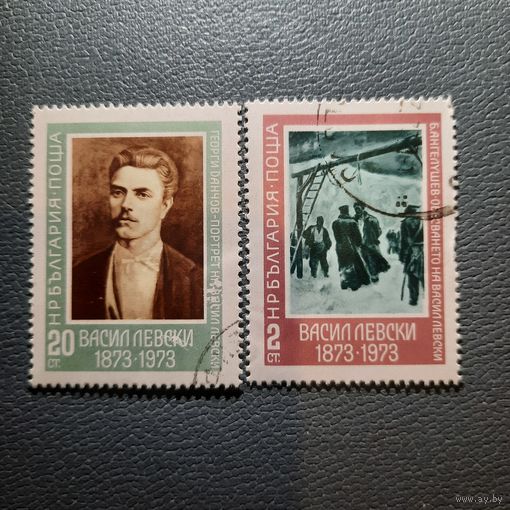 НР БЪЛГАРИЯ · ПОЩА
ГЕОРГИ ДАНЧОВ - ПОРТРЕТ НА ВАСИЛ ЛЕВСКИ
20 СТ.
ВАСИЛ ЛЕВСКИ
1873 · 1973
НР БЪЛГАРИЯ · ПОЩА
Б. АНГЕЛУШЕВ - ОБЕСВАНЕТО НА ВАСИЛ ЛЕВСКИ
2 СТ.
ВАСИЛ ЛЕВСКИ
1873 · 1973
www.ay.by